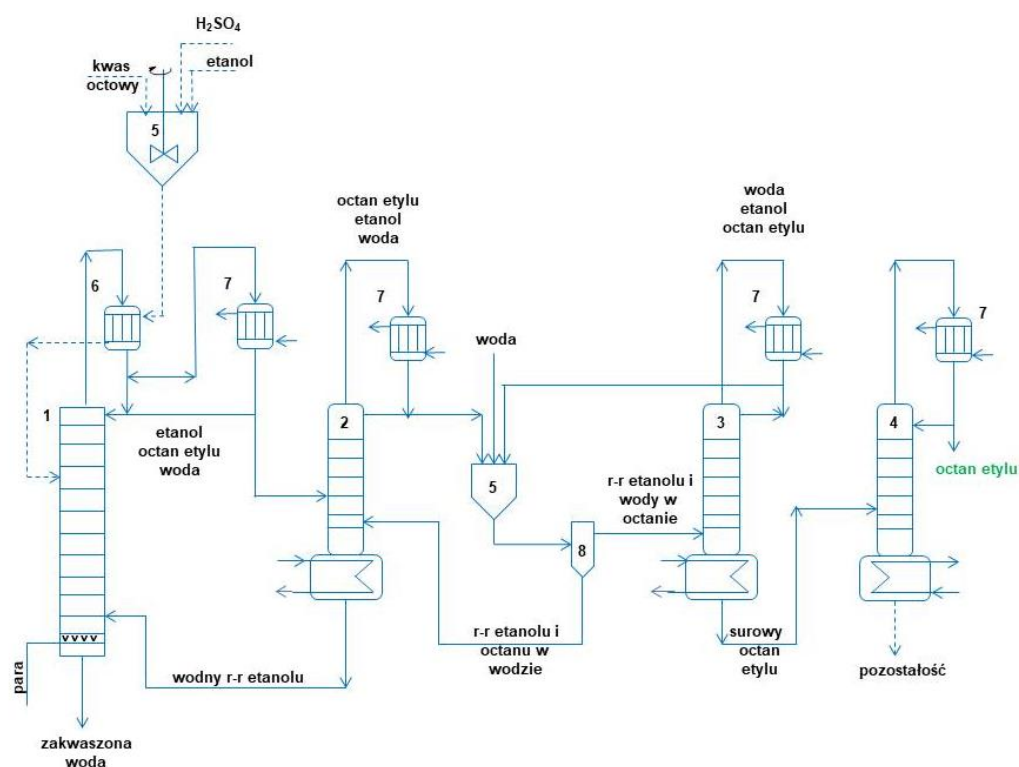 H₂SO₄
kwas
octowy
etanol
5
octan etylu
etanol
woda
woda
etanol
octan etylu
6
7
7
7
7
woda
1
2
3
4
etanol
octan etylu
woda
5
r-r etanolu i
wody w
octanie
octan etylu
8
r-r etanolu i
octanu w
wodzie
surowy
octan
etylu
para
wodny r-r etanolu
pozostałość
zakwaszona
woda